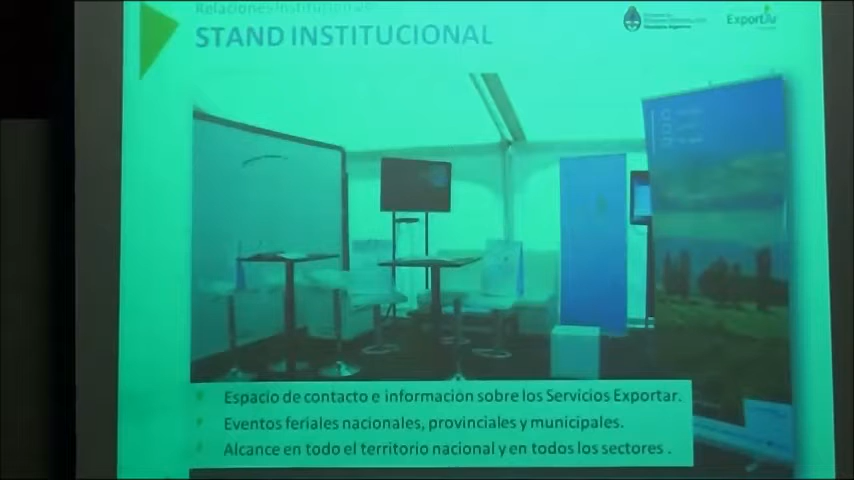 Relaciones Institucionales
STAND INSTITUCIONAL
ExportAr
Espacio de contacto e información sobre los Servicios Exportar.
Eventos feriales nacionales, provinciales y municipales.
Alcance en todo el territorio nacional y en todos los sectores .